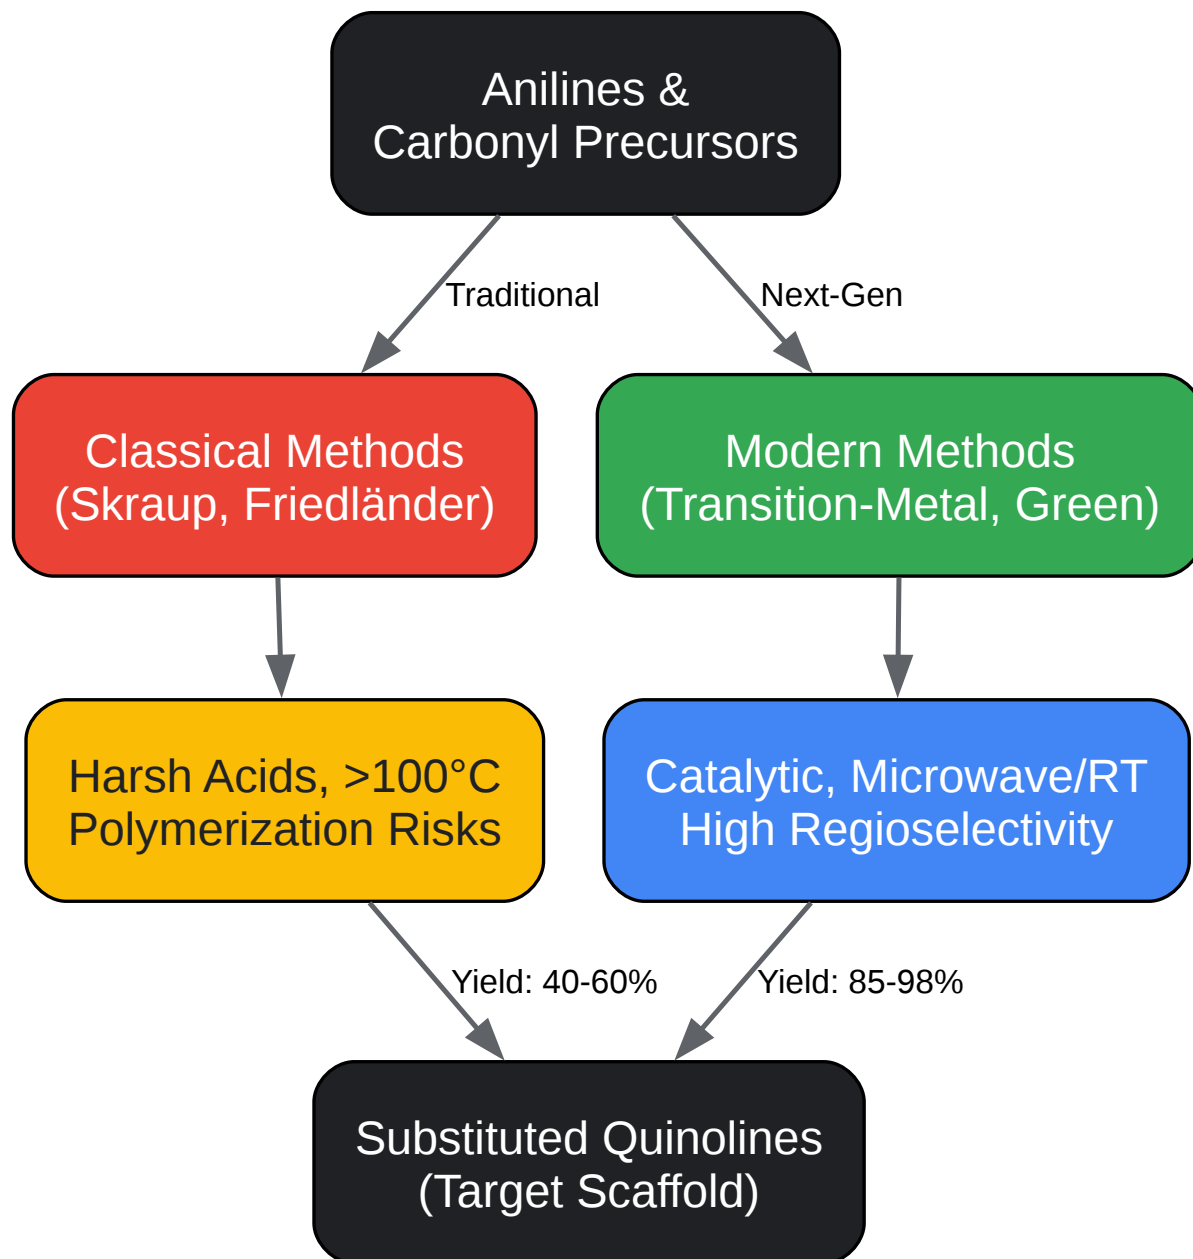 Anilines &
Carbonyl Precursors
Traditional
Next-Gen
Classical Methods
(Skraup, Friedländer)
Modern Methods
(Transition-Metal, Green)
Harsh Acids, >100°C
Polymerization Risks
Catalytic, Microwave/RT
High Regioselectivity
Yield: 40-60%
Yield: 85-98%
Substituted Quinolines
(Target Scaffold)